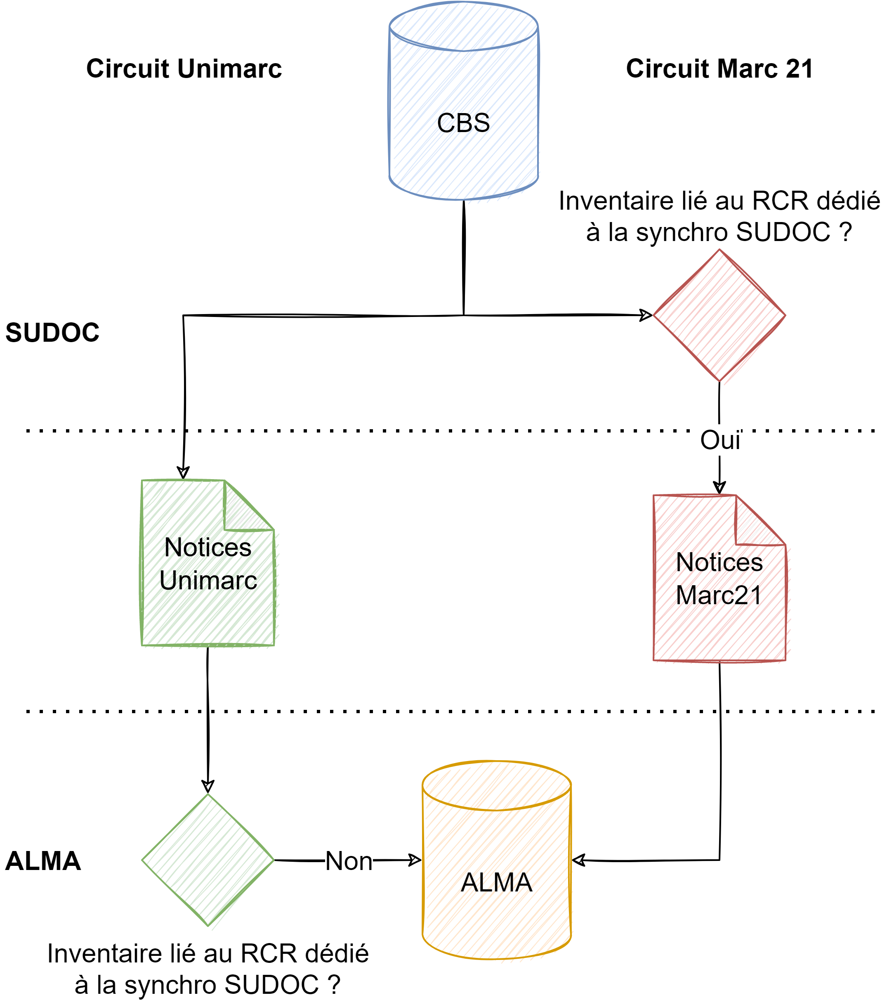 Circuit Unimarc
Circuit Marc 21
CBS
Inventaire lié au RCR dédié
à la synchro SUDOC ?
SUDOC
Oui
Notices
Unimarc
Notices
Marc21
ALMA
Non
ALMA
Inventaire lié au RCR dédié
à la synchro SUDOC ?